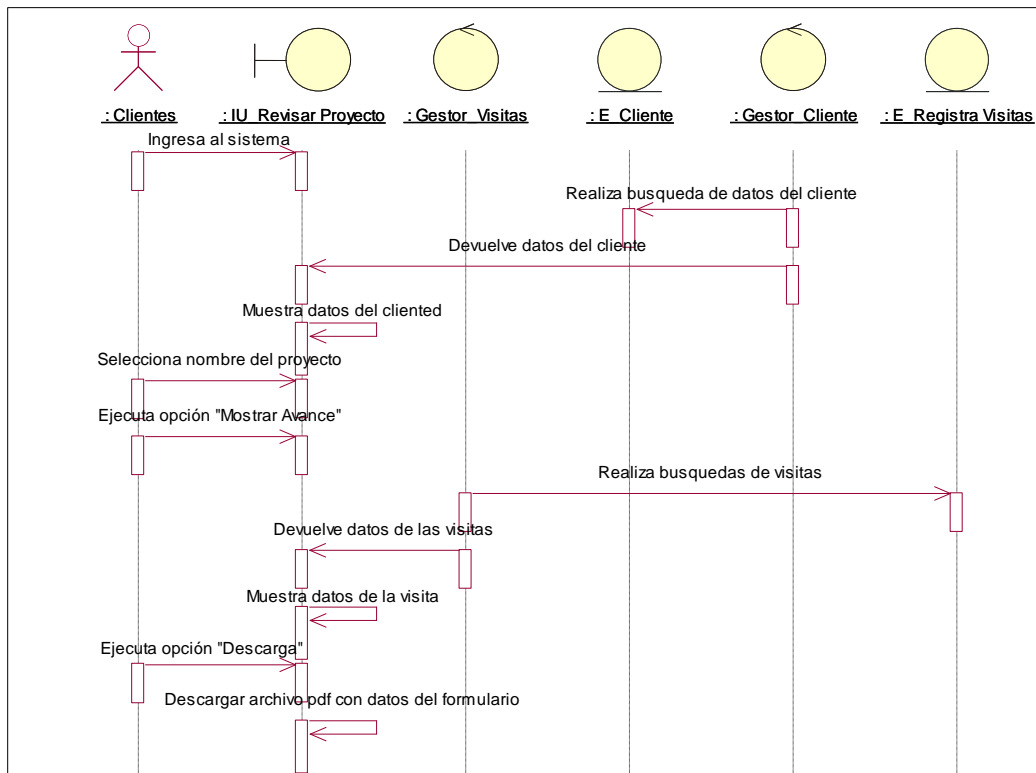 : Clientes
: IU_Revisar Proyecto
: Gestor_Visitas
: E_Cliente
: Gestor_Cliente
: E_Registra Visitas
Ingresa al sistema
Realiza busqueda de datos del cliente
Devuelve datos del cliente
Muestra datos del cliented
Selecciona nombre del proyecto
Ejecuta opción "Mostrar Avance"
Realiza busquedas de visitas
Devuelve datos de las visitas
Muestra datos de la visita
Ejecuta opción "Descarga"
Descargar archivo pdf con datos del formulario